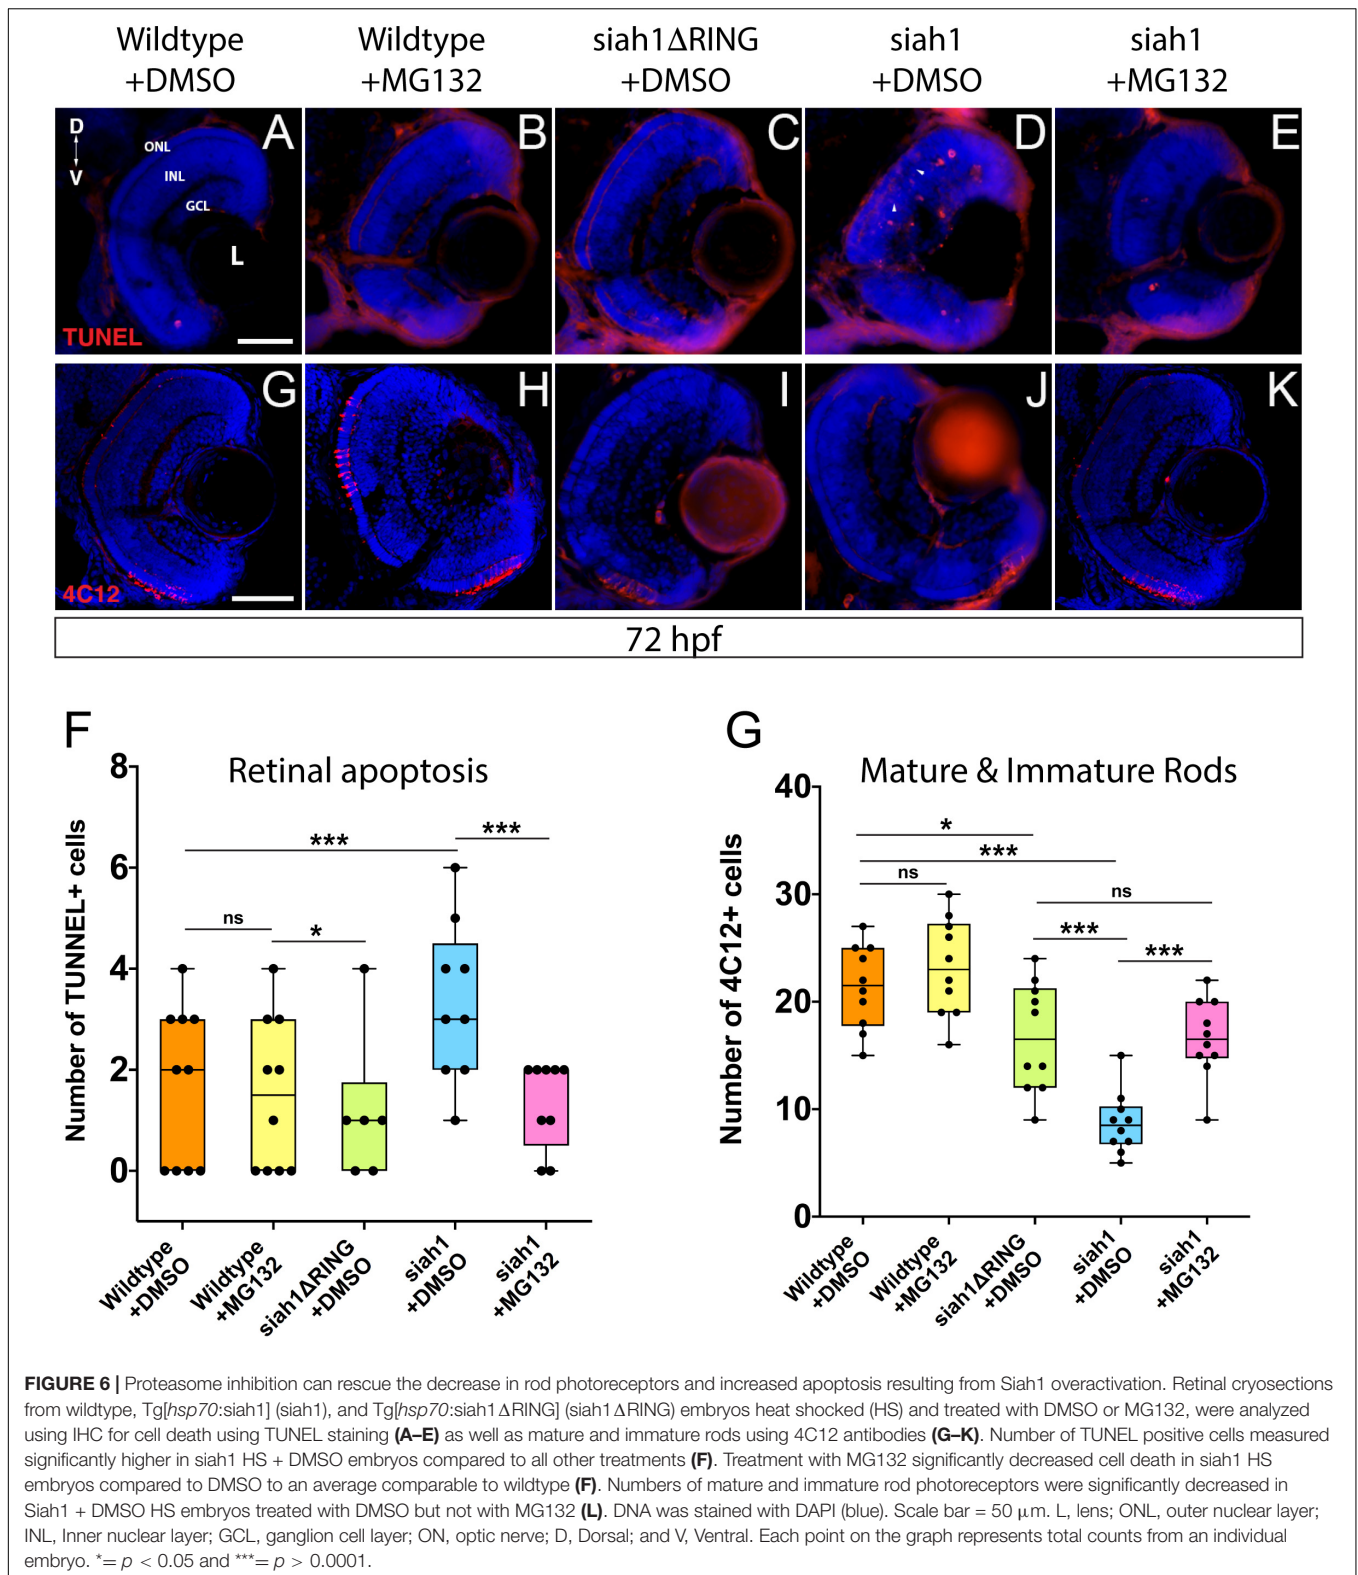 Wildtype +DMSO
Wildtype +MG132
siah1ΔRING +DMSO
siah1 +DMSO
siah1 +MG132
D
V
ONL
INL
GCL
L
A
TUNEL
B
C
D
E
G
4C12
H
I
J
K
72 hpf
F
Retinal apoptosis
Number of TUNNEL+ cells
8
6
4
2
0
***
***
ns
*
Wildtype +DMSO
Wildtype +MG132
siah1ΔRING +DMSO
siah1 +DMSO
siah1 +MG132
G
Mature & Immature Rods
Number of 4C12+ cells
40
30
20
10
0
*
***
ns
ns
***
***
Wildtype +DMSO
Wildtype +MG132
siah1ΔRING +DMSO
siah1 +DMSO
siah1 +MG132
FIGURE 6 | Proteasome inhibition can rescue the decrease in rod photoreceptors and increased apoptosis resulting from Siah1 overactivation. Retinal cryosections
from wildtype, Tg[hsp70:siah1] (siah1), and Tg[hsp70:siah1ΔRING] (siah1ΔRING) embryos heat shocked (HS) and treated with DMSO or MG132, were analyzed
using IHC for cell death using TUNEL staining (A–E) as well as mature and immature rods using 4C12 antibodies (G–K). Number of TUNEL positive cells measured
significantly higher in siah1 HS + DMSO embryos compared to all other treatments (F). Treatment with MG132 significantly decreased cell death in siah1 HS
embryos compared to DMSO to an average comparable to wildtype (F). Numbers of mature and immature rod photoreceptors were significantly decreased in
Siah1 + DMSO HS embryos treated with DMSO but not with MG132 (L). DNA was stained with DAPI (blue). Scale bar = 50 μm. L, lens; ONL, outer nuclear layer;
INL, Inner nuclear layer; GCL, ganglion cell layer; ON, optic nerve; D, Dorsal; and V, Ventral. Each point on the graph represents total counts from an individual
embryo. *= p < 0.05 and ***= p > 0.0001.